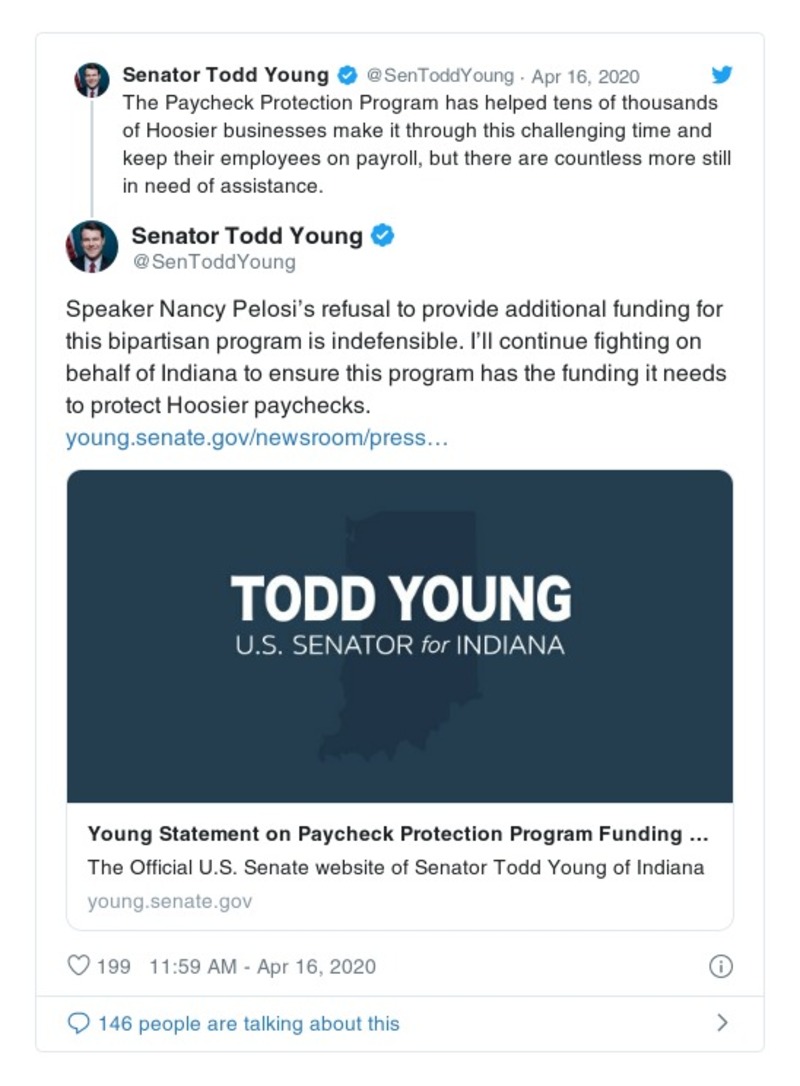 Senator Todd Young @SenToddYoung · Apr 16, 2020
The Paycheck Protection Program has helped tens of thousands
of Hoosier businesses make it through this challenging time and
keep their employees on payroll, but there are countless more still
in need of assistance.
Senator Todd Young
@SenToddYoung
Speaker Nancy Pelosi’s refusal to provide additional funding for
this bipartisan program is indefensible. I’ll continue fighting on
behalf of Indiana to ensure this program has the funding it needs
to protect Hoosier paychecks.
young.senate.gov/newsroom/press…
TODD YOUNG
U.S. SENATOR for INDIANA
Young Statement on Paycheck Protection Program Funding ...
The Official U.S. Senate website of Senator Todd Young of Indiana
young.senate.gov
199 11:59 AM - Apr 16, 2020
146 people are talking about this